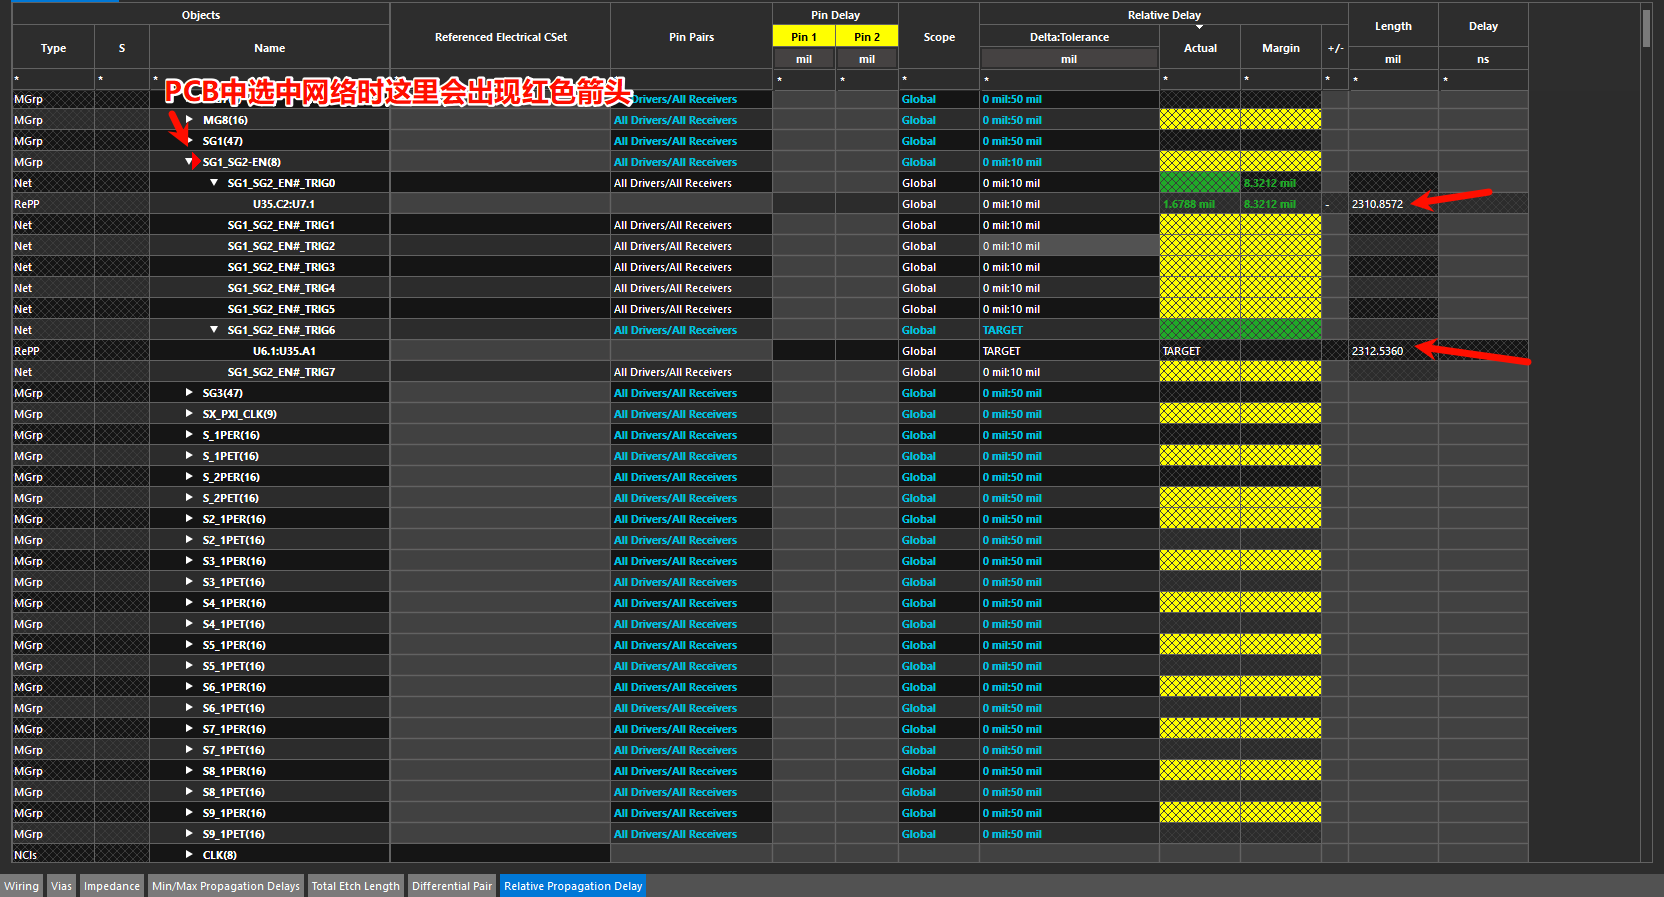 Objects Pin Delay Relative Delay
Type S Name Referenced Electrical CSet Pin Pairs Pin 1 Pin 2 Scope Delta:Tolerance Actual Margin +/- Length Delay
mil mil mil mil ns
* * * * * * * * * * * *
PCB中选中网络时这里会出现红色箭头
MGrp All Drivers/All Receivers Global 0 mil:50 mil
MGrp MG8(16) All Drivers/All Receivers Global 0 mil:50 mil
MGrp SG1(47) All Drivers/All Receivers Global 0 mil:50 mil
MGrp SG1_SG2-EN(8) All Drivers/All Receivers Global 0 mil:10 mil
Net SG1_SG2_EN#_TRIG0 All Drivers/All Receivers Global 0 mil:10 mil 8.3212 mil
RePP U35.C2:U7.1 Global 0 mil:10 mil 1.6788 mil 8.3212 mil - 2310.8572
Net SG1_SG2_EN#_TRIG1 All Drivers/All Receivers Global 0 mil:10 mil
Net SG1_SG2_EN#_TRIG2 All Drivers/All Receivers Global 0 mil:10 mil
Net SG1_SG2_EN#_TRIG3 All Drivers/All Receivers Global 0 mil:10 mil
Net SG1_SG2_EN#_TRIG4 All Drivers/All Receivers Global 0 mil:10 mil
Net SG1_SG2_EN#_TRIG5 All Drivers/All Receivers Global 0 mil:10 mil
Net SG1_SG2_EN#_TRIG6 All Drivers/All Receivers Global TARGET
RePP U6.1:U35.A1 Global TARGET TARGET 2312.5360
Net SG1_SG2_EN#_TRIG7 All Drivers/All Receivers Global 0 mil:10 mil
MGrp SG3(47) All Drivers/All Receivers Global 0 mil:50 mil
MGrp SX_PXI_CLK(9) All Drivers/All Receivers Global 0 mil:50 mil
MGrp S_1PER(16) All Drivers/All Receivers Global 0 mil:50 mil
MGrp S_1PET(16) All Drivers/All Receivers Global 0 mil:50 mil
MGrp S_2PER(16) All Drivers/All Receivers Global 0 mil:50 mil
MGrp S_2PET(16) All Drivers/All Receivers Global 0 mil:50 mil
MGrp S2_1PER(16) All Drivers/All Receivers Global 0 mil:50 mil
MGrp S2_1PET(16) All Drivers/All Receivers Global 0 mil:50 mil
MGrp S3_1PER(16) All Drivers/All Receivers Global 0 mil:50 mil
MGrp S3_1PET(16) All Drivers/All Receivers Global 0 mil:50 mil
MGrp S4_1PER(16) All Drivers/All Receivers Global 0 mil:50 mil
MGrp S4_1PET(16) All Drivers/All Receivers Global 0 mil:50 mil
MGrp S5_1PER(16) All Drivers/All Receivers Global 0 mil:50 mil
MGrp S5_1PET(16) All Drivers/All Receivers Global 0 mil:50 mil
MGrp S6_1PER(16) All Drivers/All Receivers Global 0 mil:50 mil
MGrp S6_1PET(16) All Drivers/All Receivers Global 0 mil:50 mil
MGrp S7_1PER(16) All Drivers/All Receivers Global 0 mil:50 mil
MGrp S7_1PET(16) All Drivers/All Receivers Global 0 mil:50 mil
MGrp S8_1PER(16) All Drivers/All Receivers Global 0 mil:50 mil
MGrp S8_1PET(16) All Drivers/All Receivers Global 0 mil:50 mil
MGrp S9_1PER(16) All Drivers/All Receivers Global 0 mil:50 mil
MGrp S9_1PET(16) All Drivers/All Receivers Global 0 mil:50 mil
NCls CLK(8)
Wiring Vias Impedance Min/Max Propagation Delays Total Etch Length Differential Pair Relative Propagation Delay